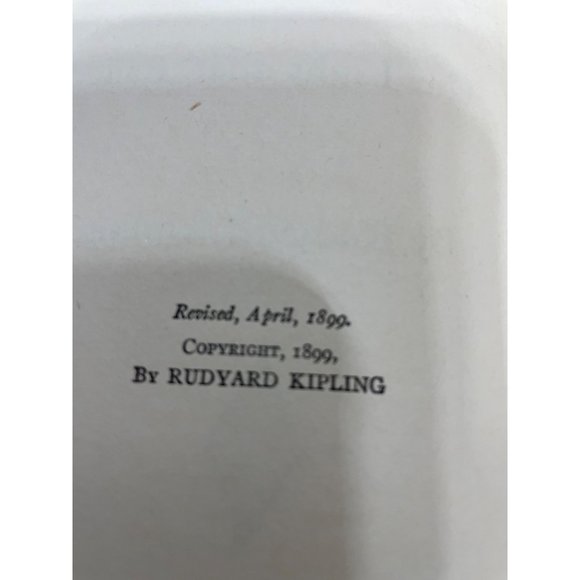 Revised, April, 1899.
COPYRIGHT, 1899,
BY RUDYARD KIPLING